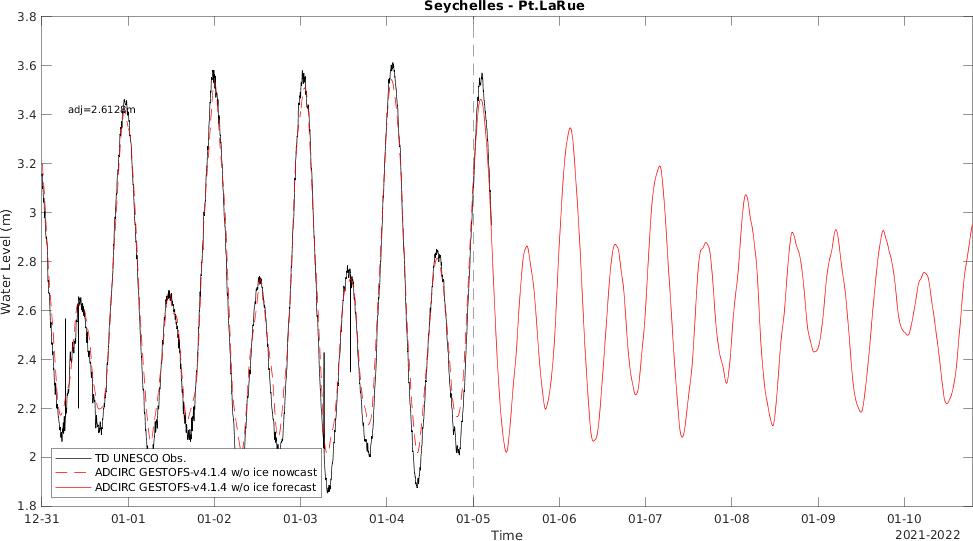 Seychelles - Pt.LaRue
3.8
3.6
adj=2.6128m
3.4
3.2
3
2.8
2.6
2.4
2.2
2
1.8
Water Level (m)
TD UNESCO Obs.
ADCIRC GESTOFS-v4.1.4 w/o ice nowcast
ADCIRC GESTOFS-v4.1.4 w/o ice forecast
12-31 01-01 01-02 01-03 01-04 01-05 01-06 01-07 01-08 01-09 01-10
Time
2021-2022